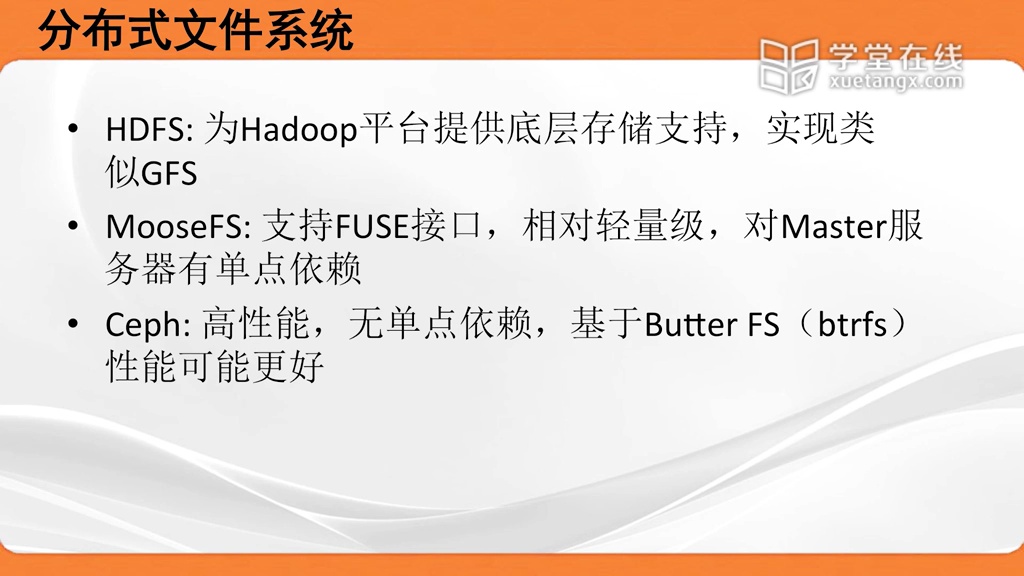 分布式文件系统
学堂在线
xuetangx.com
• HDFS: 为Hadoop平台提供底层存储支持，实现类
似GFS
• MooseFS: 支持FUSE接口，相对轻量级，对Master服
务器有单点依赖
• Ceph: 高性能，无单点依赖，基于Butter FS（btrfs）
性能可能更好